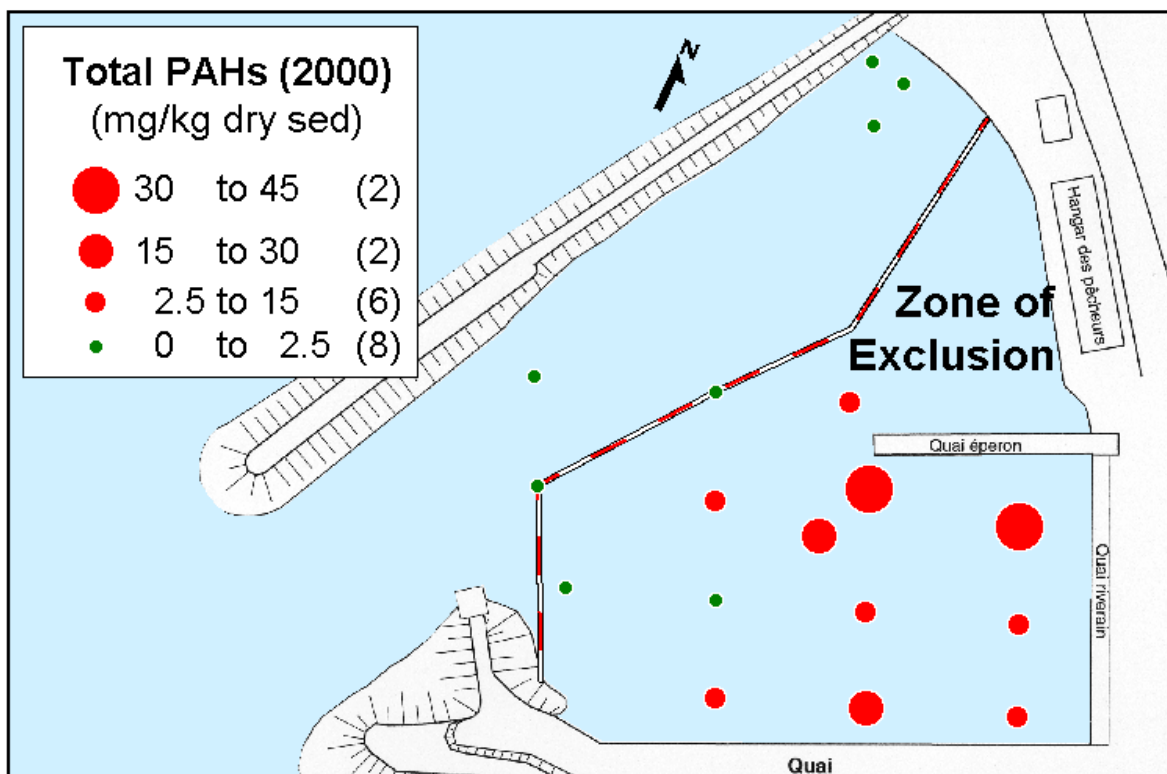 Total PAHs (2000)
(mg/kg dry sed)
30 to 45 (2)
15 to 30 (2)
2.5 to 15 (6)
0 to 2.5 (8)
N
Hangar des pêcheurs
Zone of
Exclusion
Quai éperon
Quai riverain
Quai